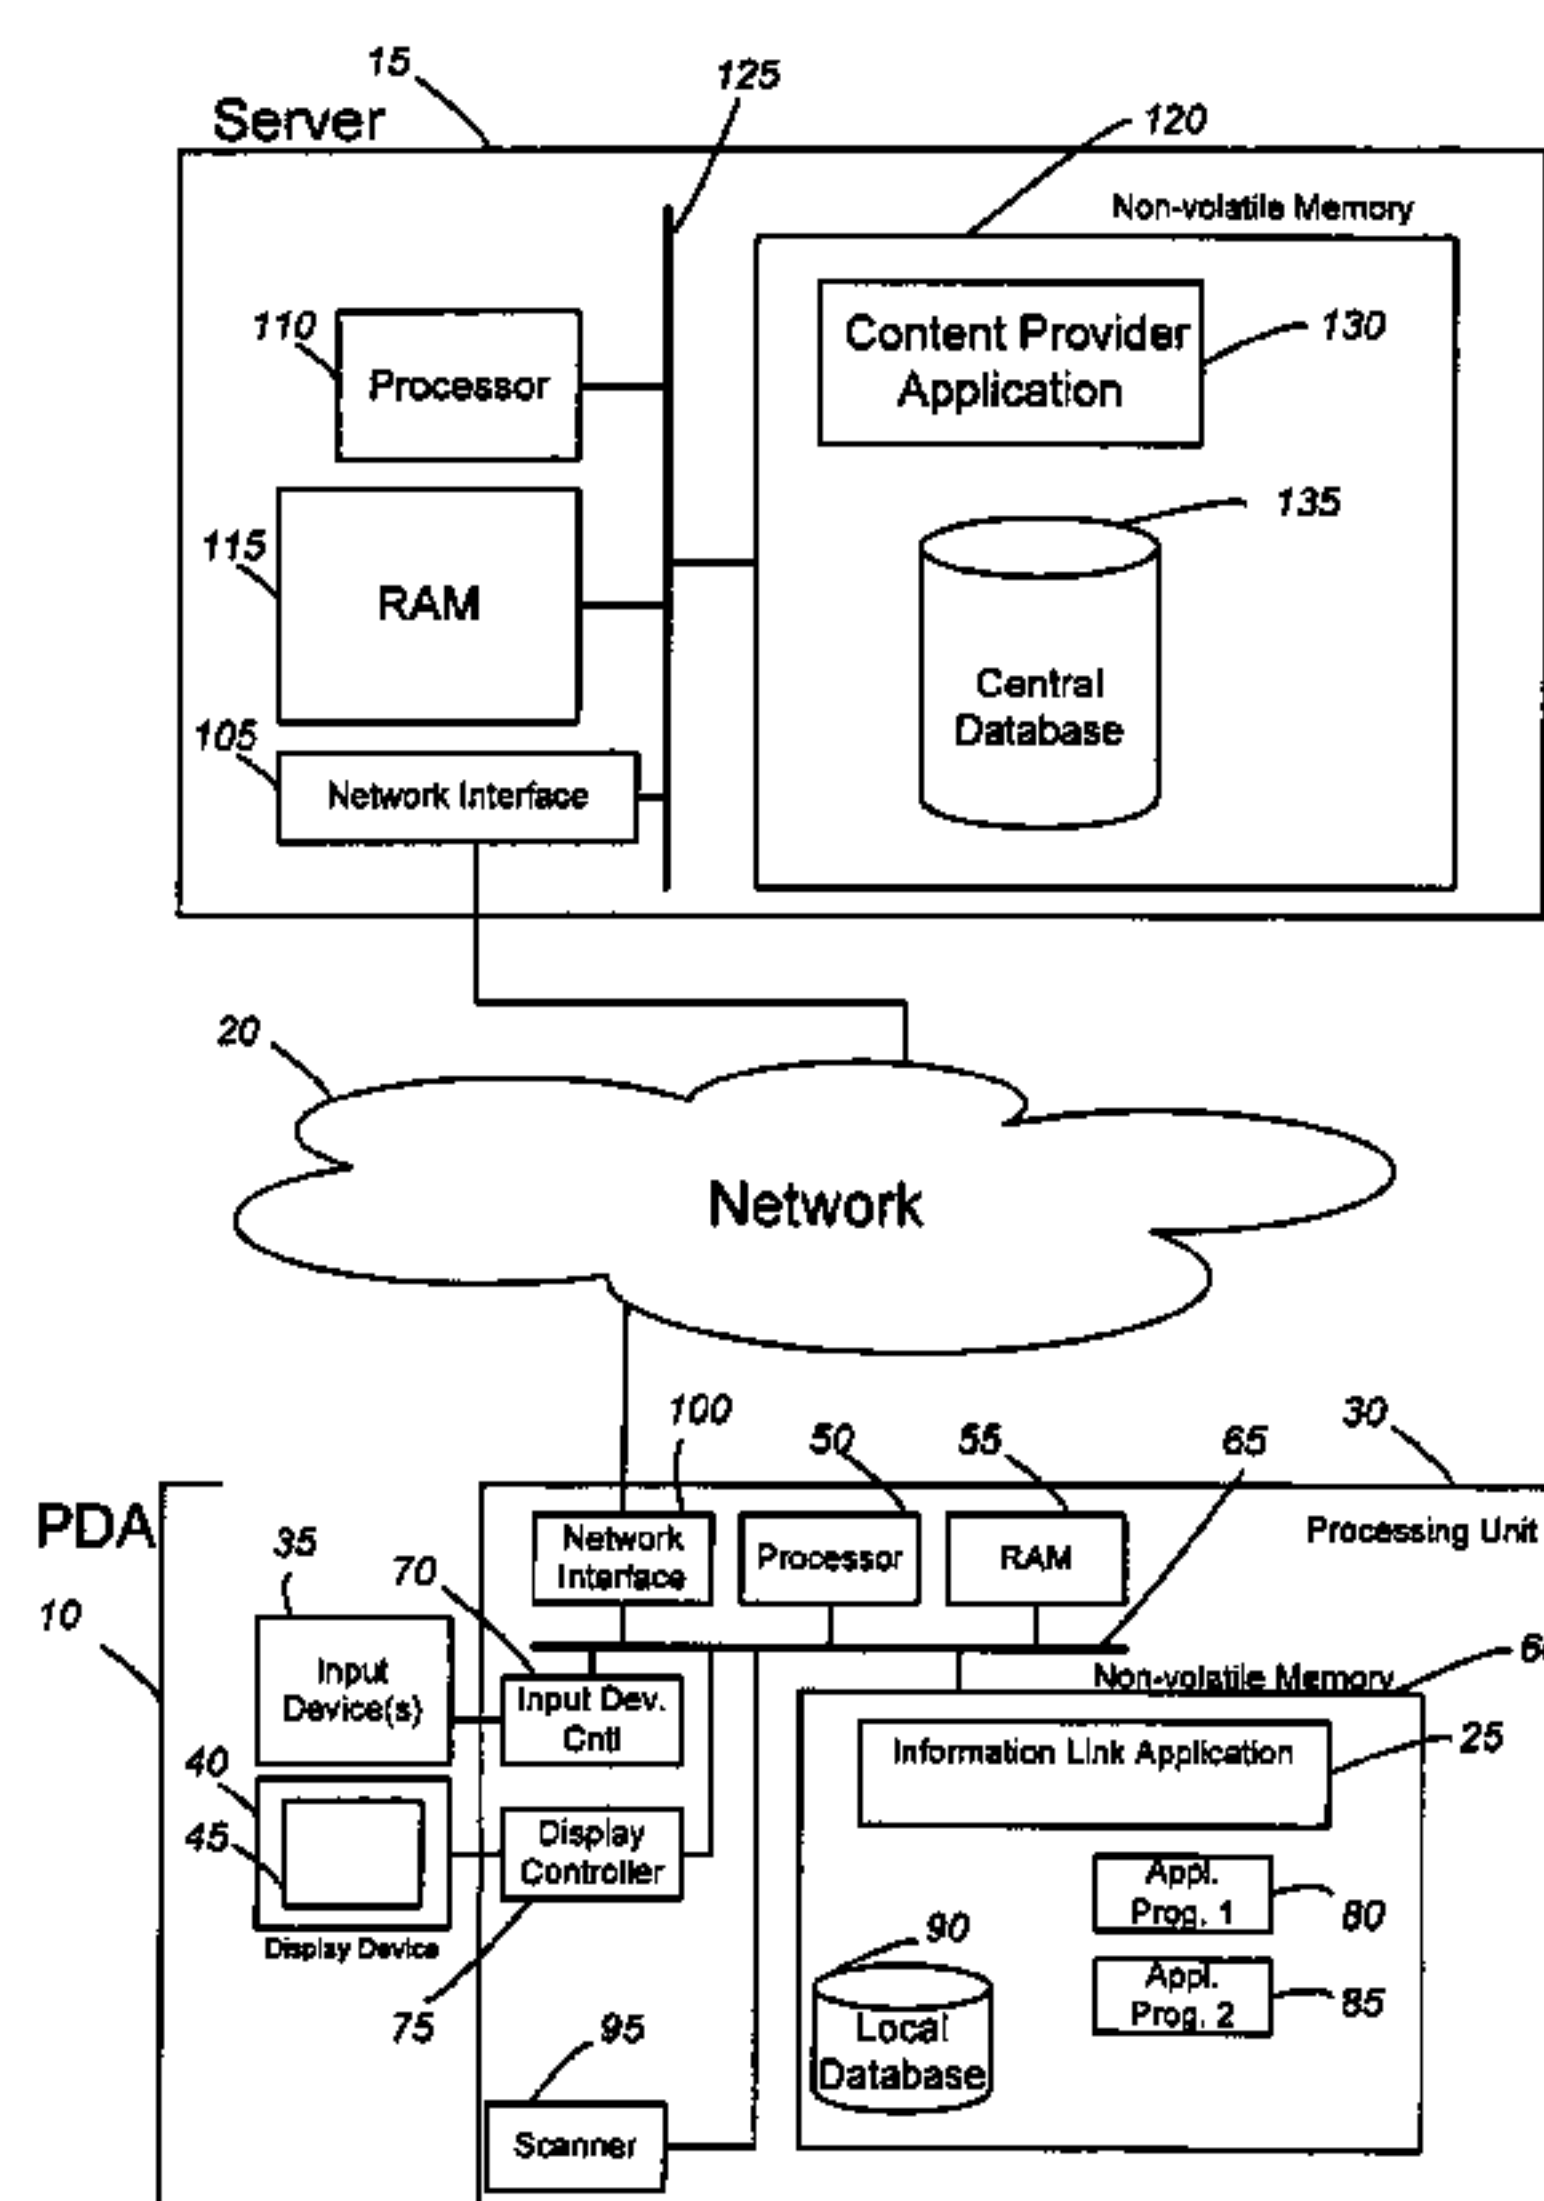 15
125
Server
120
Non-volatile Memory
110
Processor
Content Provider
Application
130
115
RAM
135
Central
Database
105
Network Interface
20
Network
100
50
55
65
30
PDA
Network
Interface
Processor
RAM
Processing Unit
35
70
10
Input
Device(s)
Input Dev.
Cntl
Non-volatile Memory
Information Link Application
25
40
45
Display
Controller
Display Device
Appl.
Prog. 1
80
90
Appl.
Prog. 2
85
75
95
Local
Database
Scanner